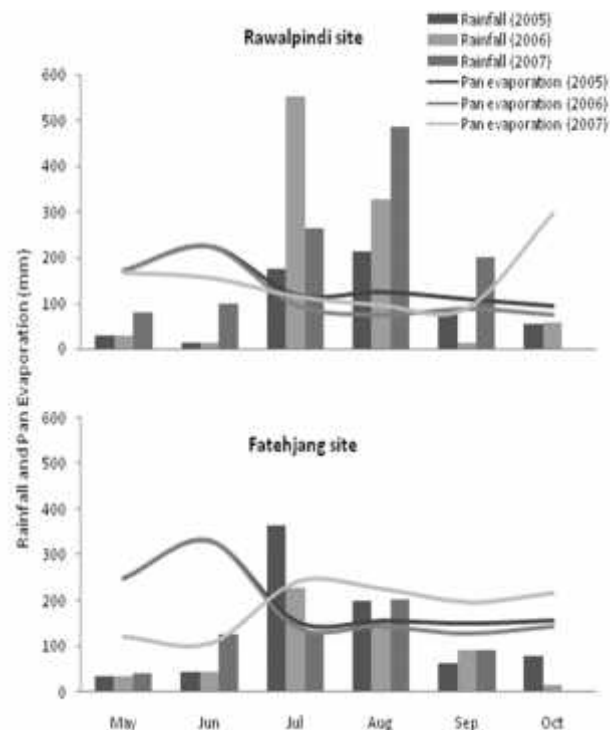 Rainfall (2005)
Rainfall (2006)
Rainfall (2007)
Pan evaporation (2005)
Pan evaporation (2006)
Pan evaporation (2007)
Rawalpindi site
600
500
400
300
200
100
0
Rainfall and Pan Evaporation (mm)
Fatehjang site
600
500
400
300
200
100
0
May Jun Jul Aug Sep Oct